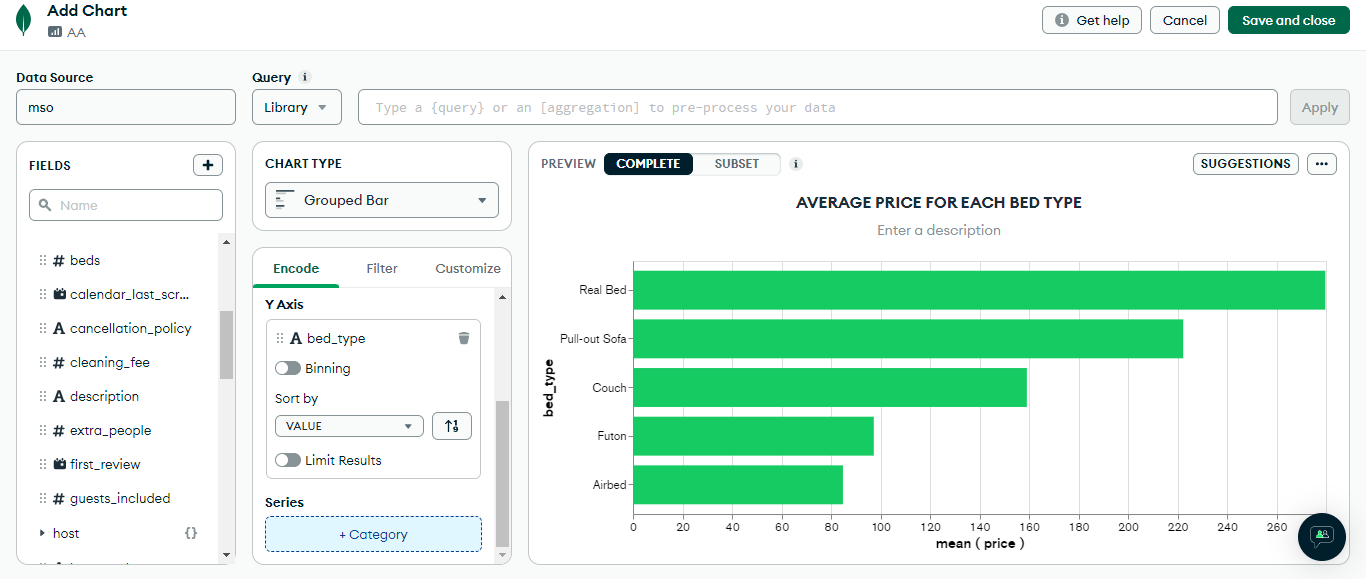 Add Chart
AA
Get help
Cancel
Save and close
Data Source
Query i
mso
Library
Type a {query} or an [aggregation] to pre-process your data
Apply
FIELDS
+
Name
# beds
calendar_last_scr...
A cancellation_policy
# cleaning_fee
A description
# extra_people
first_review
# guests_included
host {}
CHART TYPE
Grouped Bar
Encode
Filter
Customize
Y Axis
A bed_type
Binning
Sort by
VALUE
Limit Results
Series
+ Category
PREVIEW
COMPLETE
SUBSET
i
SUGGESTIONS
...
AVERAGE PRICE FOR EACH BED TYPE
Enter a description
bed_type
Real Bed
Pull-out Sofa
Couch
Futon
Airbed
0 20 40 60 80 100 120 140 160 180 200 220 240 260
mean ( price )